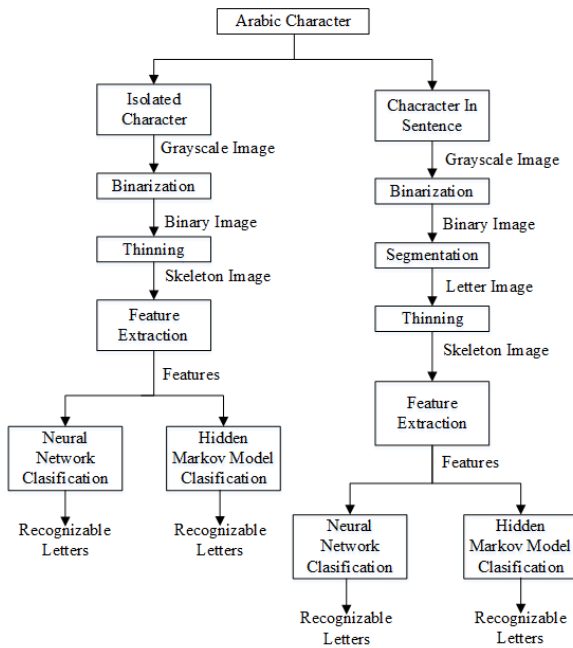 Arabic Character
Isolated
Character
Grayscale Image
Binarization
Binary Image
Thinning
Skeleton Image
Feature
Extraction
Features
Neural
Network
Clasification
Hidden
Markov Model
Clasification
Recognizable
Letters
Recognizable
Letters
Chacracter In
Sentence
Grayscale Image
Binarization
Binary Image
Segmentation
Letter Image
Thinning
Skeleton Image
Feature
Extraction
Features
Neural
Network
Clasification
Hidden
Markov Model
Clasification
Recognizable
Letters
Recognizable
Letters